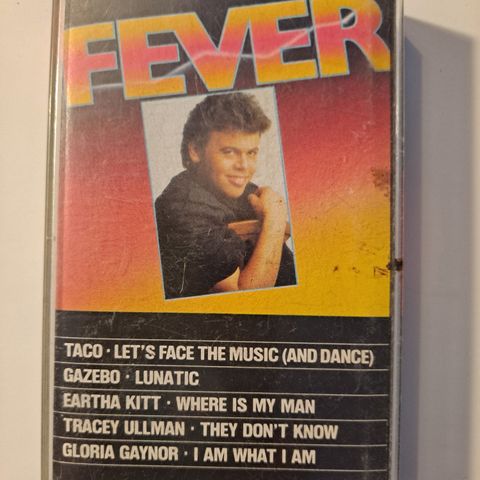 FEVER
TACO · LET'S FACE THE MUSIC (AND DANCE)
GAZEBO · LUNATIC
EARTHA KITT · WHERE IS MY MAN
TRACEY ULLMAN · THEY DON'T KNOW
GLORIA GAYNOR · I AM WHAT I AM